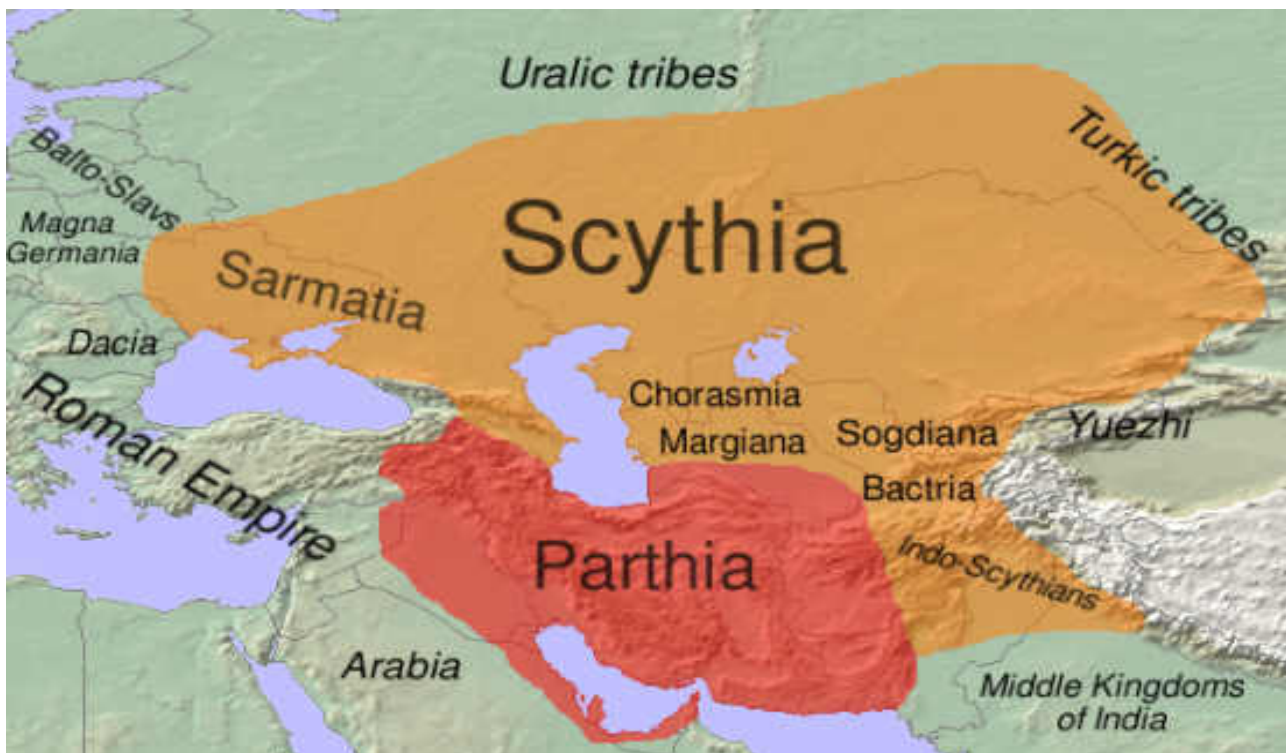 Uralic tribes
Turkic tribes
Balto-Slavs
Magna
Germania
Scythia
Sarmatia
Dacia
Roman Empire
Chorasmia
Margiana
Sogdiana
Yuezhi
Bactria
Parthia
Indo-Scythians
Arabia
Middle Kingdoms
of India